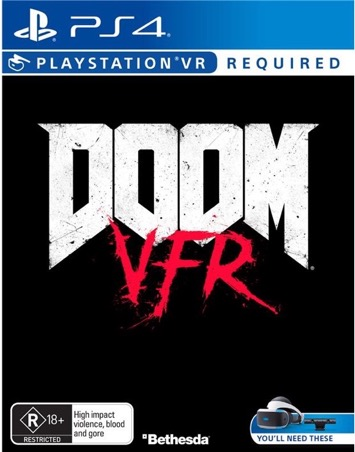 PS4
PlayStation®VR REQUIRED
DOOM
VFR
R 18+
RESTRICTED
High impact
violence, blood
and gore
Bethesda®
YOU'LL NEED THESE